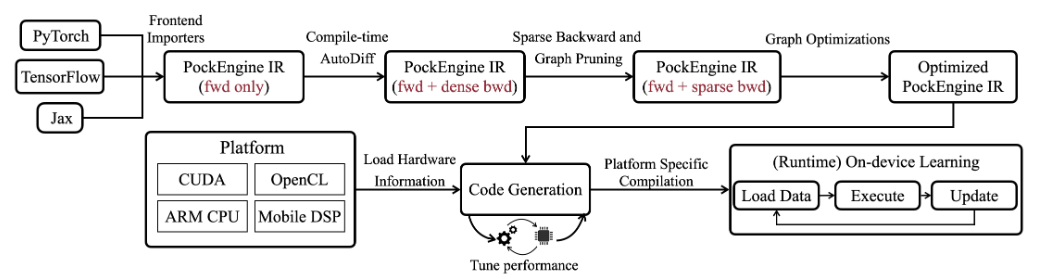 PyTorch
TensorFlow
Jax
Frontend
Importers
PockEngine IR
(fwd only)
Compile-time
AutoDiff
PockEngine IR
(fwd + dense bwd)
Sparse Backward and
Graph Pruning
PockEngine IR
(fwd + sparse bwd)
Graph Optimizations
Optimized
PockEngine IR
Platform
CUDA
OpenCL
ARM CPU
Mobile DSP
Load Hardware
Information
Code Generation
Tune performance
Platform Specific
Compilation
(Runtime) On-device Learning
Load Data
Execute
Update